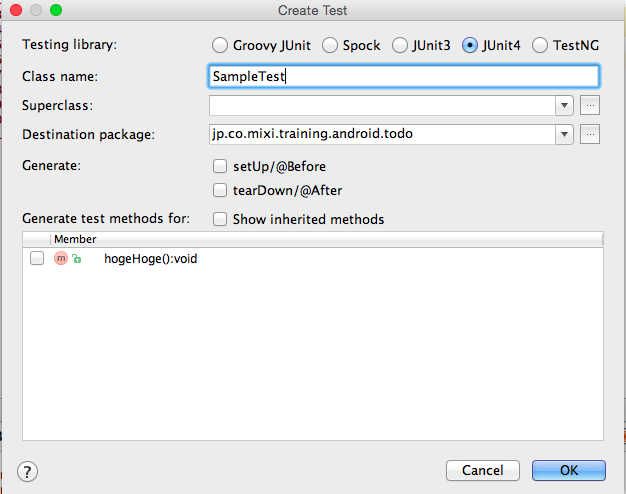 Create Test
Testing library: Groovy JUnit Spock JUnit3 JUnit4 TestNG
Class name: SampleTest
Superclass: ...
Destination package: jp.co.mixi.training.android.todo ...
Generate: setUp/@Before
tearDown/@After
Generate test methods for: Show inherited methods
Member
m hogeHoge():void
? Cancel OK